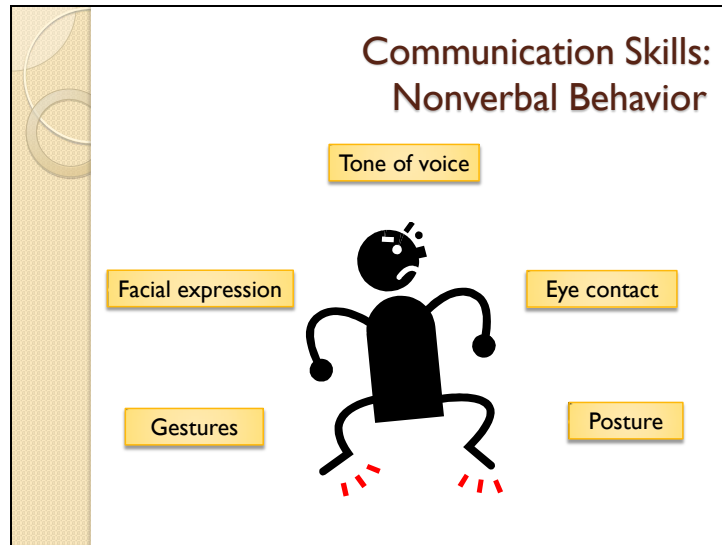 Communication Skills:
Nonverbal Behavior
Tone of voice
Facial expression
Eye contact
Gestures
Posture